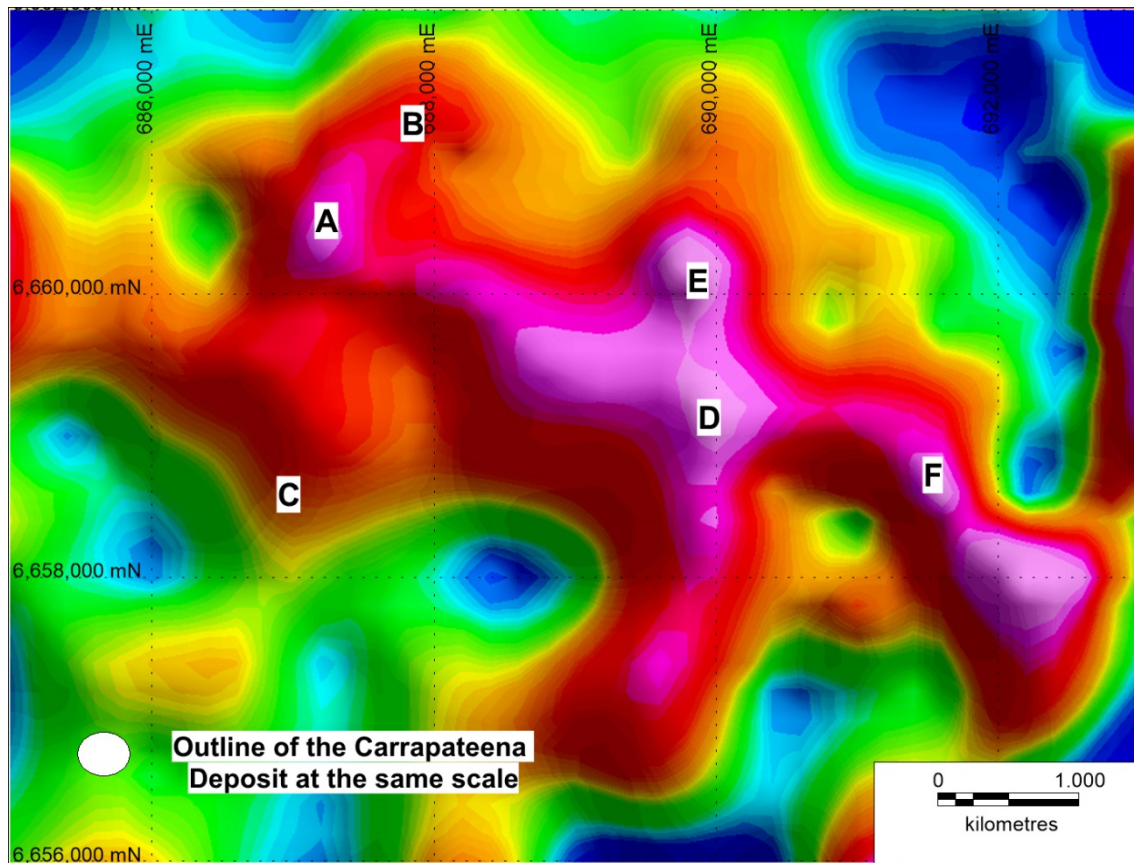 686,000 mE
688,000 mE
690,000 mE
692,000 mE
B
A
E
6,660,000 mN
D
F
C
6,658,000 mN
Outline of the Carrapateena
Deposit at the same scale
0 1.000
kilometres
6,656,000 mN